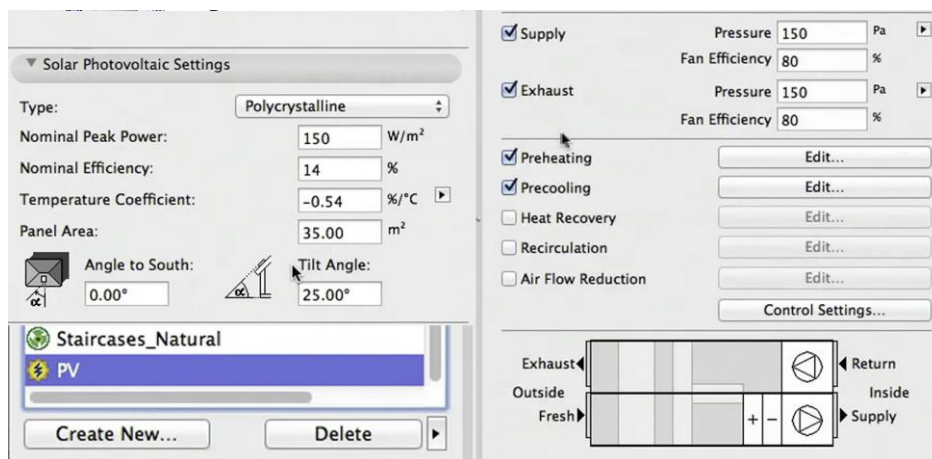 Solar Photovoltaic Settings
Type: Polycrystalline
Nominal Peak Power: 150 W/m²
Nominal Efficiency: 14 %
Temperature Coefficient: -0.54 %/°C
Panel Area: 35.00 m²
Angle to South: Tilt Angle:
α 0.00° α 25.00°
Staircases_Natural
PV
Create New... Delete
Supply Pressure 150 Pa
Fan Efficiency 80 %
Exhaust Pressure 150 Pa
Fan Efficiency 80 %
Preheating Edit...
Precooling Edit...
Heat Recovery Edit...
Recirculation Edit...
Air Flow Reduction Edit...
Control Settings...
Exhaust Return
Outside Inside
Fresh + - Supply